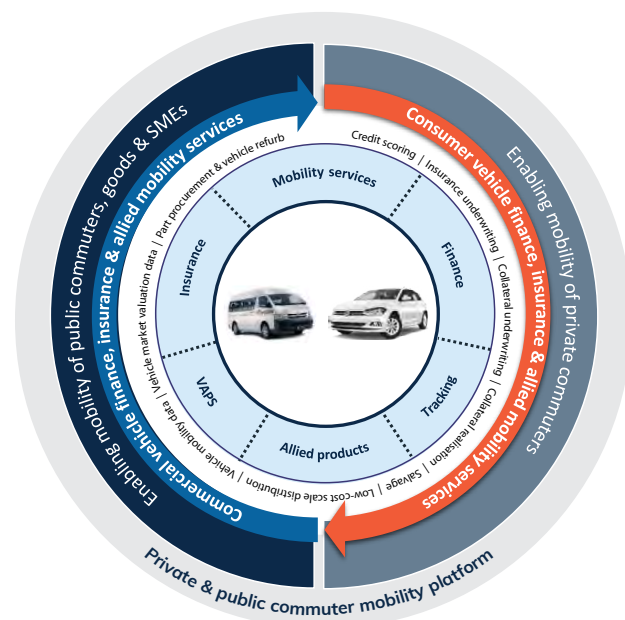 Enabling mobility of public commuters, goods & SMEs
Commercial vehicle finance, insurance & allied mobility services
Enabling mobility of private commuters
Consumer vehicle finance, insurance & allied mobility services
Credit scoring | Insurance underwriting | Collateral underwriting | Collateral realisation | Salvage | Low-cost scale distribution | Vehicle mobility data | Vehicle market valuation data | Part procurement & vehicle refurb
Mobility services
Finance
Tracking
Allied products
VAPS
Insurance
Private & public commuter mobility platform